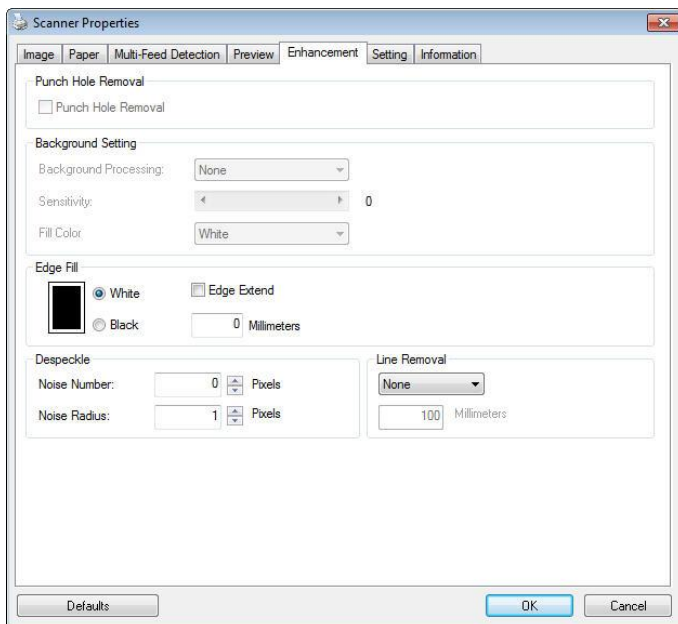 Scanner Properties
Image Paper Multi-Feed Detection Preview Enhancement Setting Information
Punch Hole Removal
Punch Hole Removal
Background Setting
Background Processing: None
Sensitivity: 0
Fill Color White
Edge Fill
White Edge Extend
Black 0 Millimeters
Despeckle Line Removal
Noise Number: 0 Pixels None
Noise Radius: 1 Pixels 100 Millimeters
Defaults OK Cancel